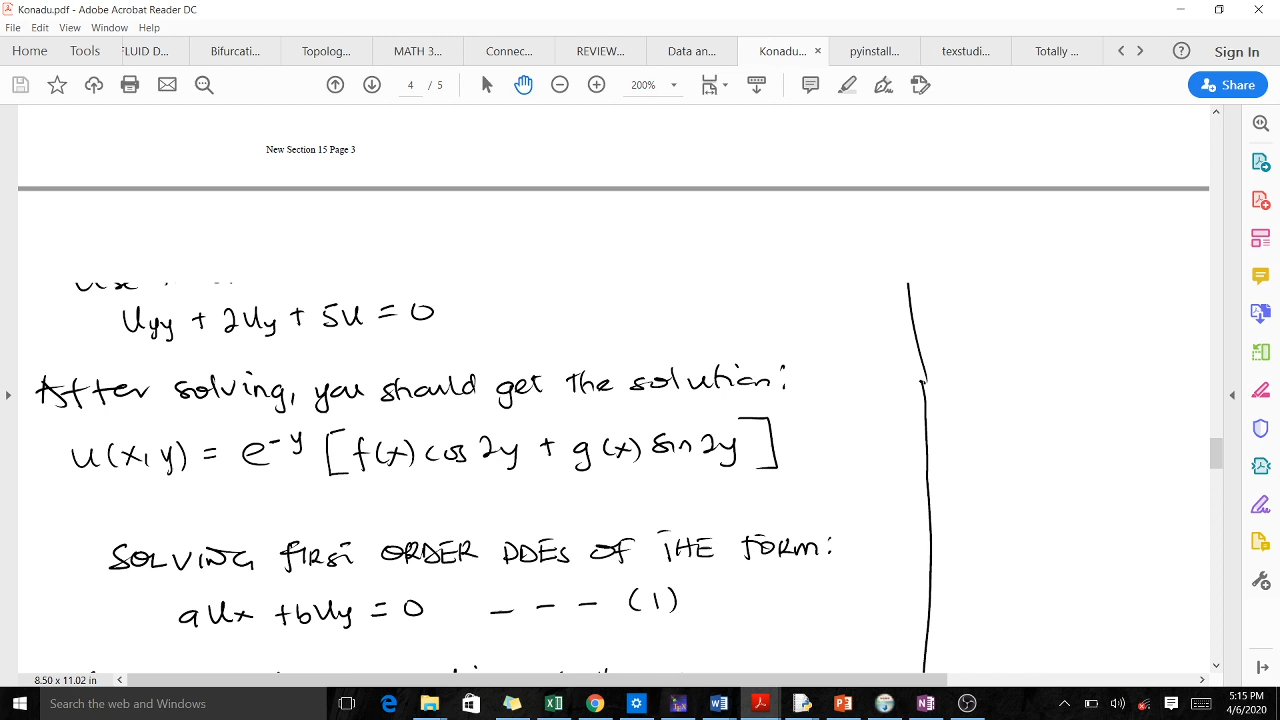 Konadu.pdf - Adobe Acrobat Reader DC
File Edit View Window Help
Home Tools FLUID D... Bifurcati... Topolog... MATH 3... Connec... REVIEW... Data an... Konadu... × pyinstall... texstudi... Totally ... Sign In
4 / 5 200% Share
New Section 15 Page 3
Uyy + 2Uy + 5U = 0
After solving, you should get the solution:
u(x,y) = e^-y [f(x) cos 2y + g(x) sin 2y]
SOLVING FIRST ORDER PDES OF THE FORM:
aUx + bUy = 0 - - - (1)
8.50 x 11.02 in
Search the web and Windows
5:15 PM
4/6/2020